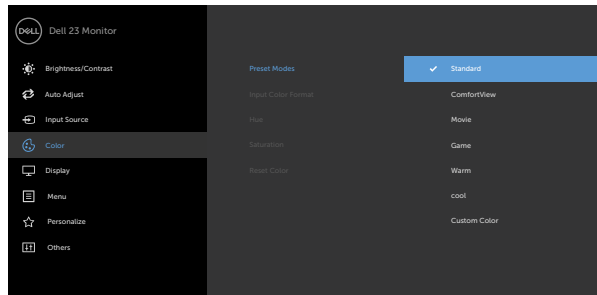 DELL Dell 23 Monitor
Brightness/Contrast Preset Modes Standard
Auto Adjust Input Color Format ComfortView
Input Source Hue Movie
Color Saturation Game
Display Reset Color Warm
Menu cool
Personalize Custom Color
Others